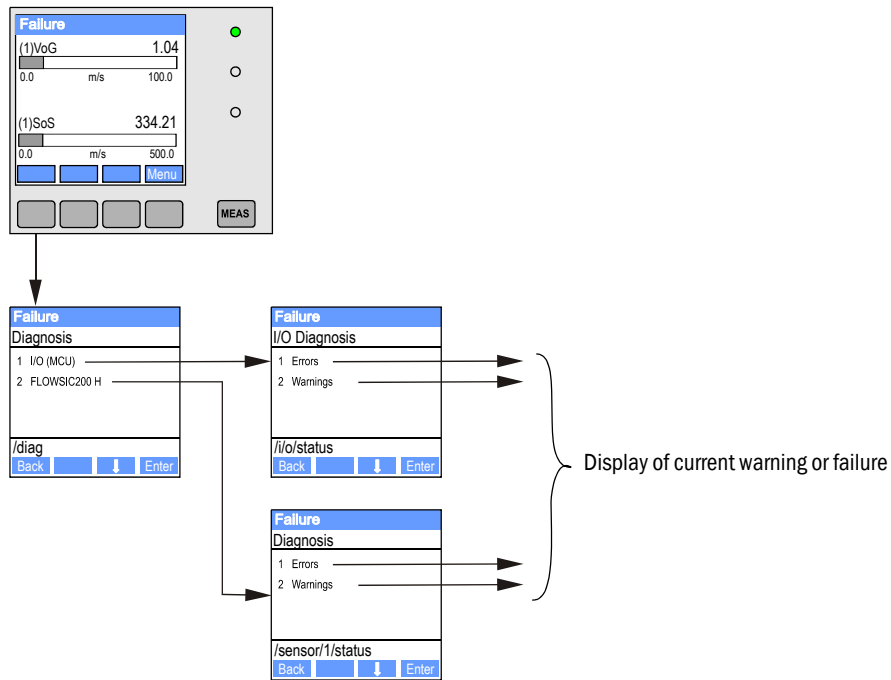 Failure
(1)VoG 1.04
0.0 m/s 100.0
(1)SoS 334.21
0.0 m/s 500.0
Menu
MEAS
Failure
Diagnosis
1 I/O (MCU)
2 FLOWSIC200 H
/diag
Back Enter
Failure
I/O Diagnosis
1 Errors
2 Warnings
/i/o/status
Back Enter
Display of current warning or failure
Failure
Diagnosis
1 Errors
2 Warnings
/sensor/1/status
Back Enter